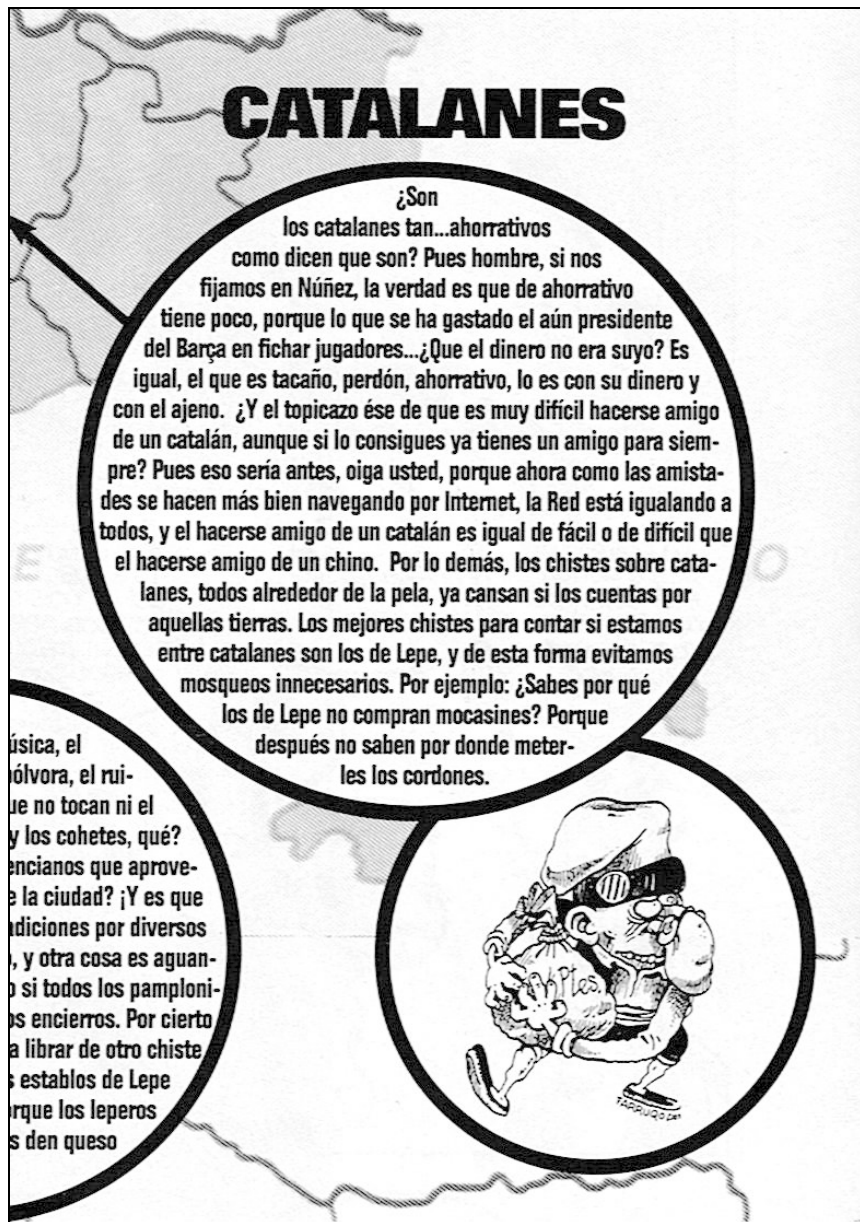 CATALANES
¿Son
los catalanes tan...ahorrativos
como dicen que son? Pues hombre, si nos
fijamos en Núñez, la verdad es que de ahorrativo
tiene poco, porque lo que se ha gastado el aún presidente
del Barça en fichar jugadores...¿Que el dinero no era suyo? Es
igual, el que es tacaño, perdón, ahorrativo, lo es con su dinero y
con el ajeno. ¿Y el topicazo ése de que es muy difícil hacerse amigo
de un catalán, aunque si lo consigues ya tienes un amigo para siem-
pre? Pues eso sería antes, oiga usted, porque ahora como las amista-
des se hacen más bien navegando por Internet, la Red está igualando a
todos, y el hacerse amigo de un catalán es igual de fácil o de difícil que
el hacerse amigo de un chino. Por lo demás, los chistes sobre cata-
lanes, todos alrededor de la pela, ya cansan si los cuentas por
aquellas tierras. Los mejores chistes para contar si estamos
entre catalanes son los de Lepe, y de esta forma evitamos
mosqueos innecesarios. Por ejemplo: ¿Sabes por qué
los de Lepe no compran mocasines? Porque
después no saben por donde meter-
les los cordones.
úsica, el
ólvora, el rui-
ue no tocan ni el
y los cohetes, qué?
encianos que aprove-
e la ciudad? ¡Y es que
adiciones por diversos
, y otra cosa es aguan-
o si todos los pamploni-
os encierros. Por cierto
a librar de otro chiste
s establos de Lepe
orque los leperos
s den queso
Ptes.
E
O